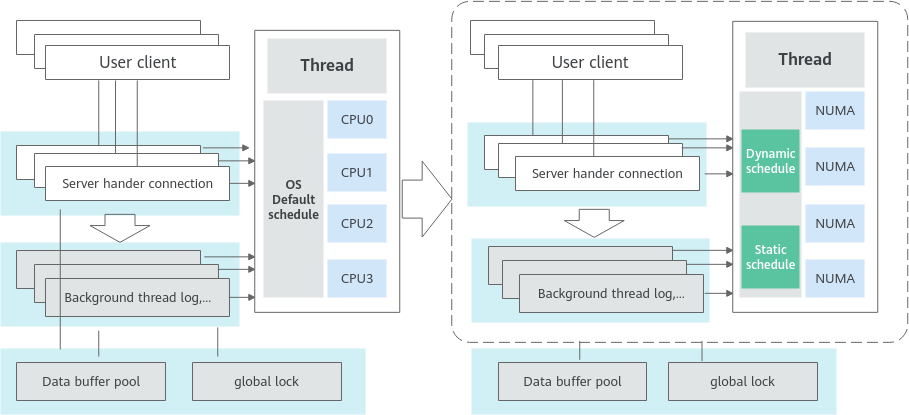 User client
Thread
CPU0
CPU1
CPU2
CPU3
OS
Default
schedule
Server hander connection
Background thread log,...
Data buffer pool
global lock
User client
Thread
NUMA
NUMA
NUMA
NUMA
Dynamic
schedule
Static
schedule
Server hander connection
Background thread log,...
Data buffer pool
global lock